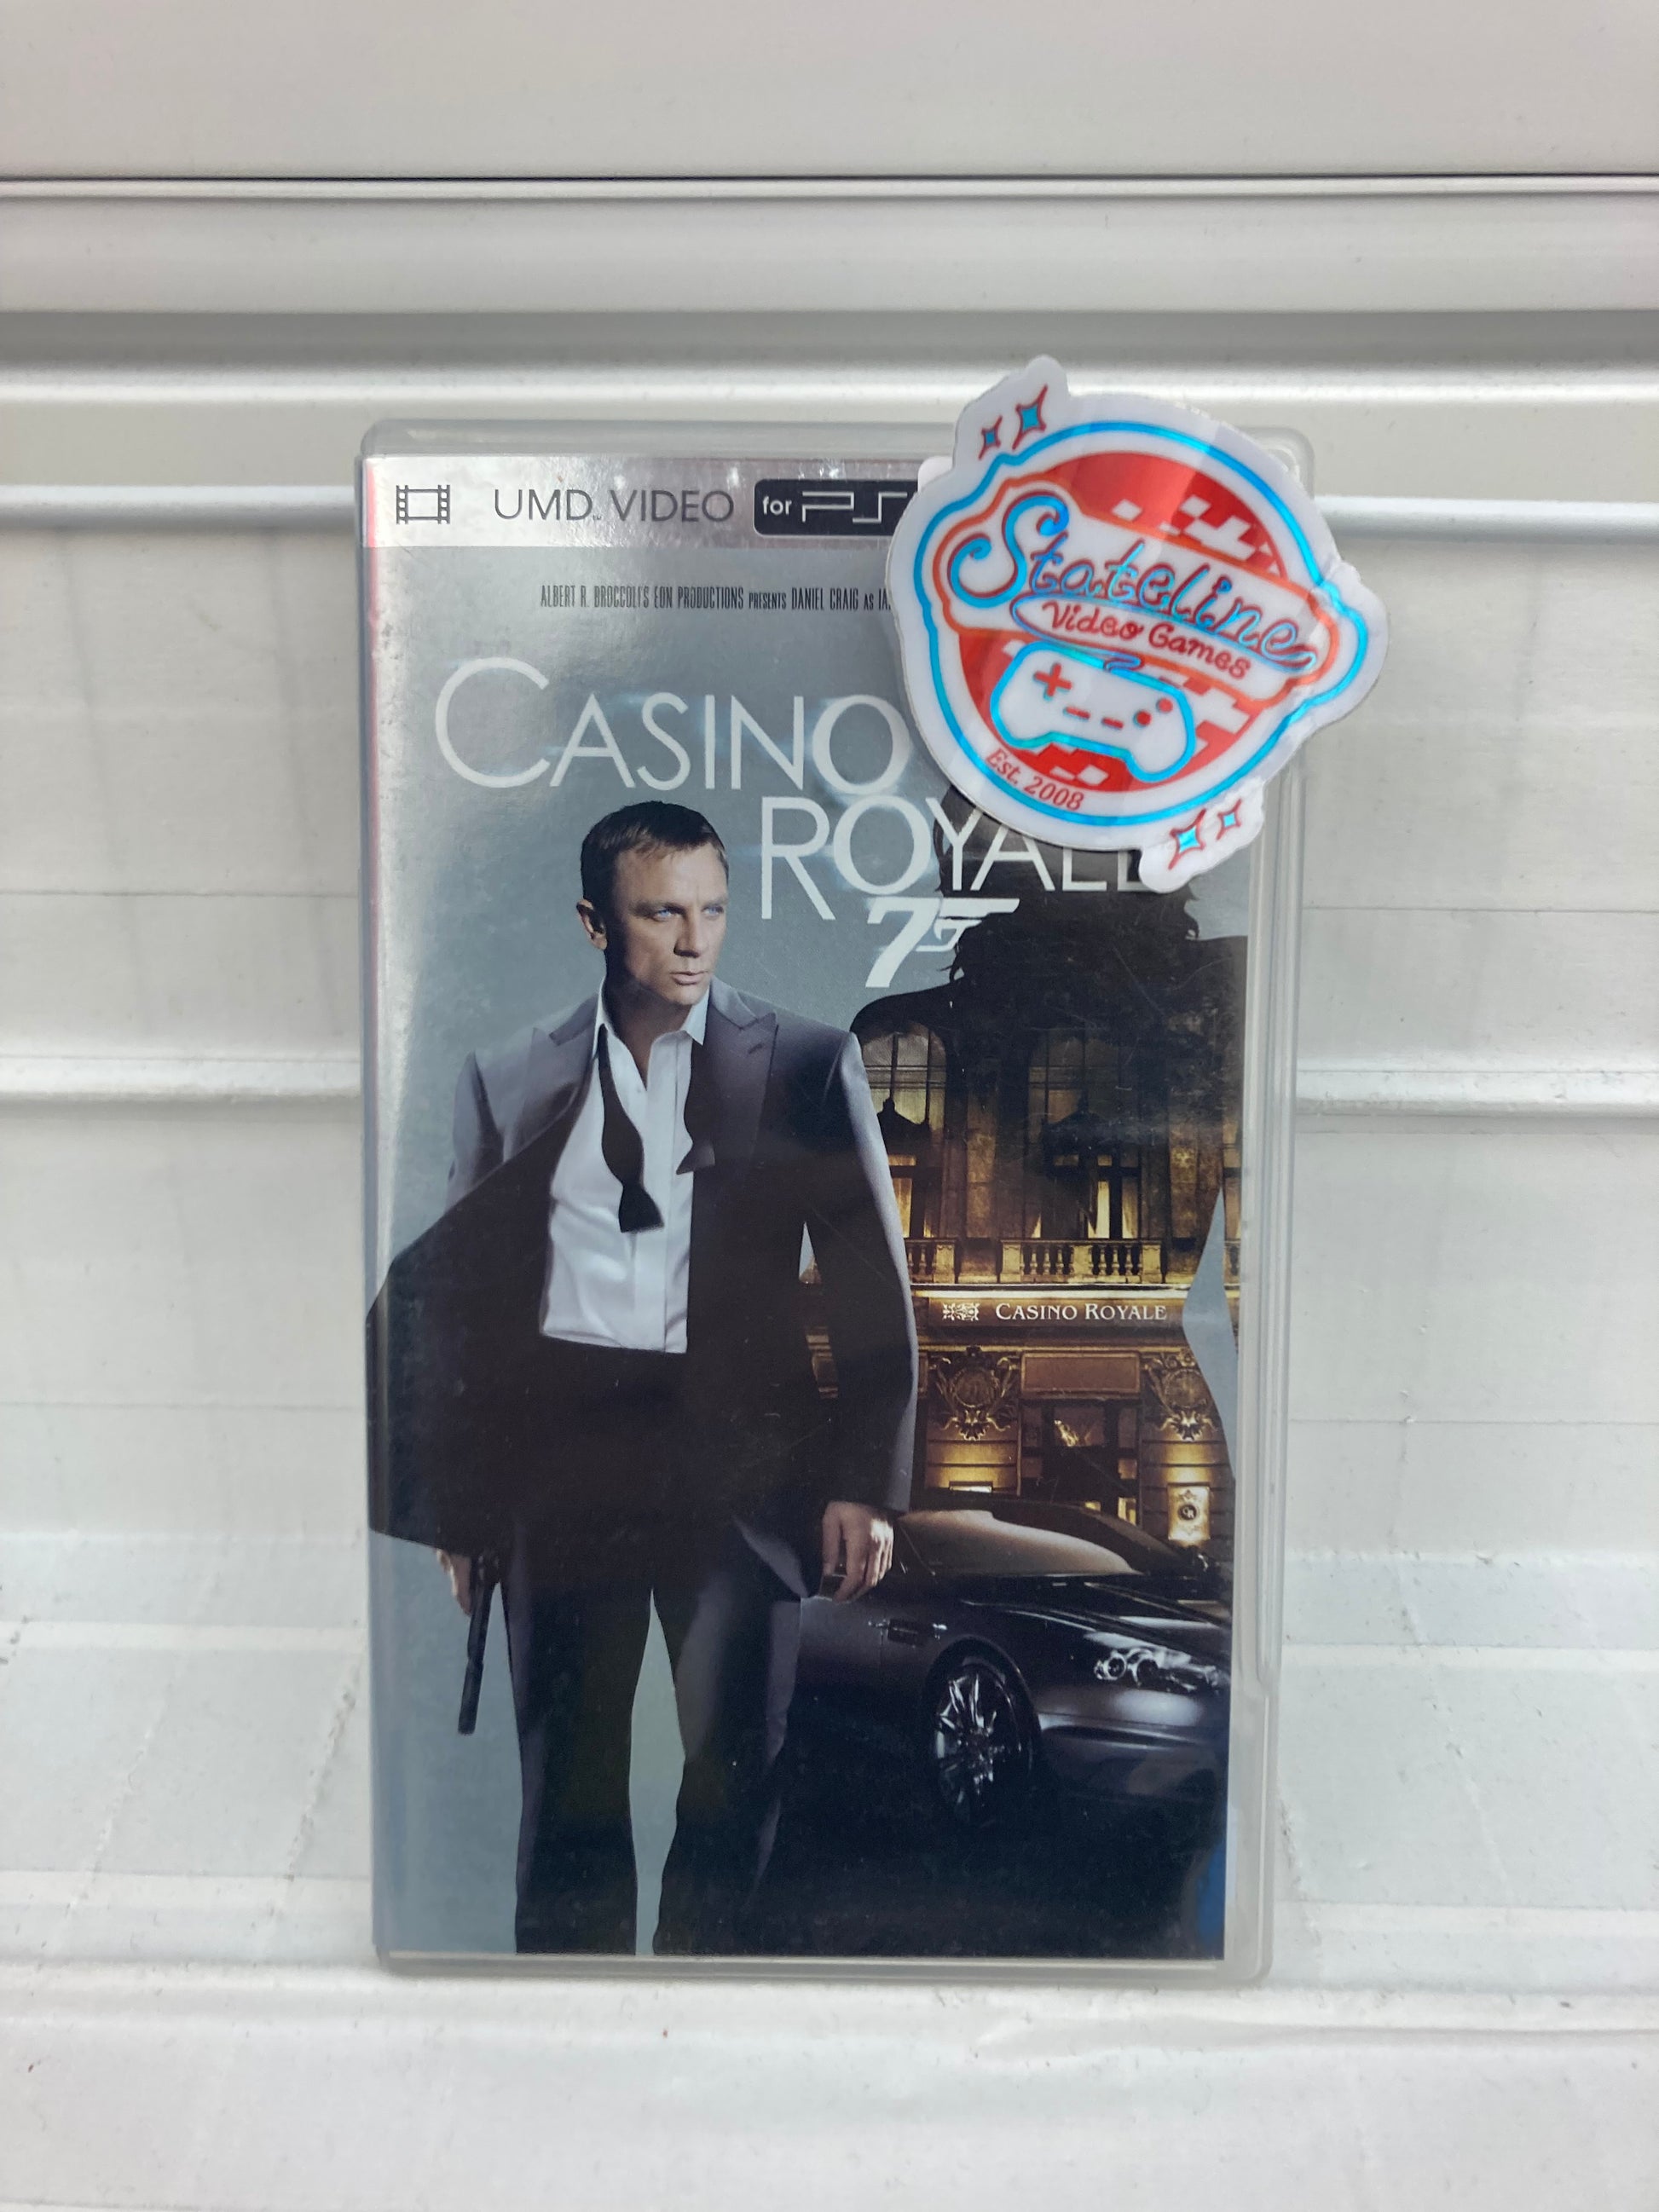 UMD VIDEO for PS
ALBERT R. BROCCOLI'S EON PRODUCTIONS PRESENTS DANIEL CRAIG AS
CASINO
ROYALE
7
Stateline
Video Games
Est. 2008
CASINO ROYALE